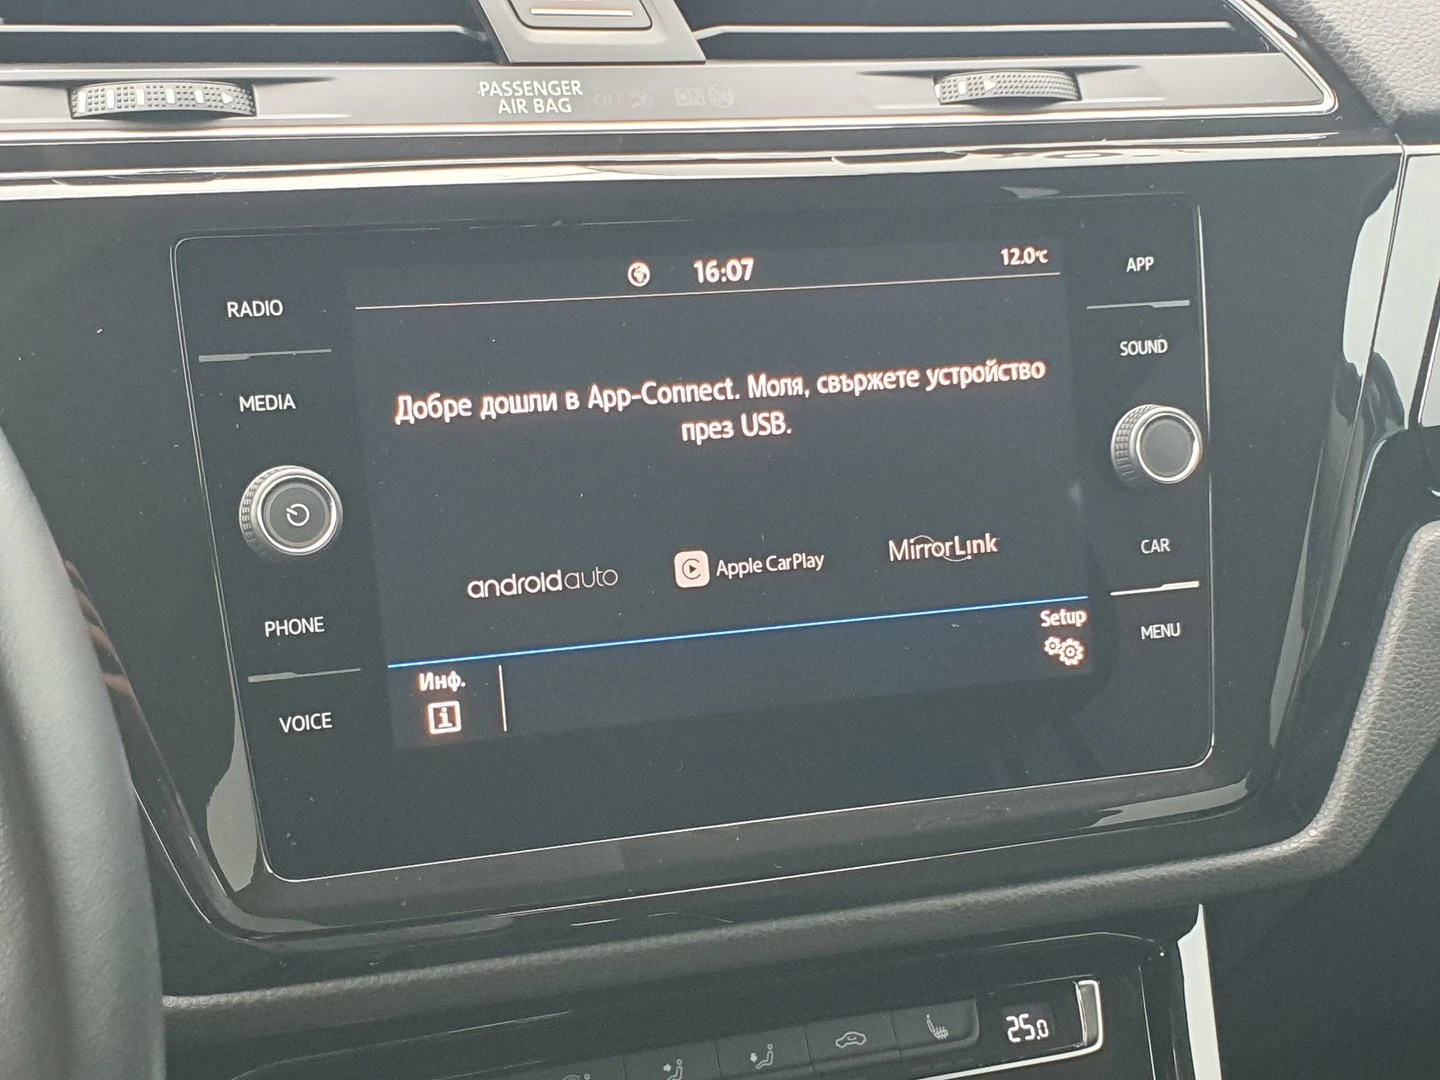 PASSENGER
AIR BAG
OFF
ON
16:07
12.0°C
RADIO
MEDIA
PHONE
VOICE
Добре дошли в App-Connect. Моля, свържете устройство
през USB.
androidauto
Apple CarPlay
MirrorLink
Setup
Инф.
APP
SOUND
CAR
MENU
25.0